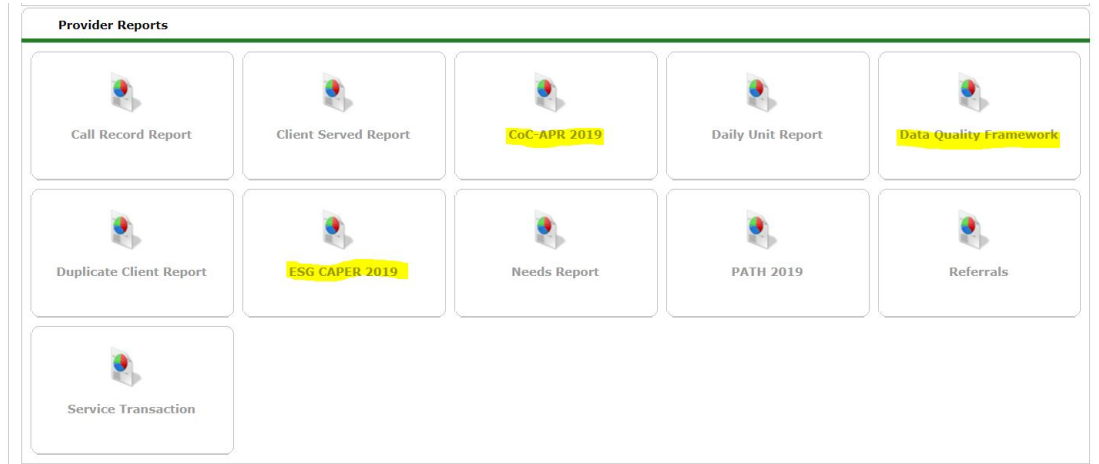 Provider Reports
Call Record Report
Client Served Report
CoC-APR 2019
Daily Unit Report
Data Quality Framework
Duplicate Client Report
ESG CAPER 2019
Needs Report
PATH 2019
Referrals
Service Transaction